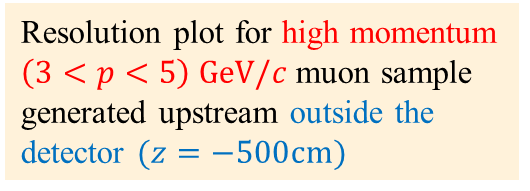 Resolution plot for high momentum
(3 < p < 5) GeV/c muon sample
generated upstream outside the
detector (z = −500cm)